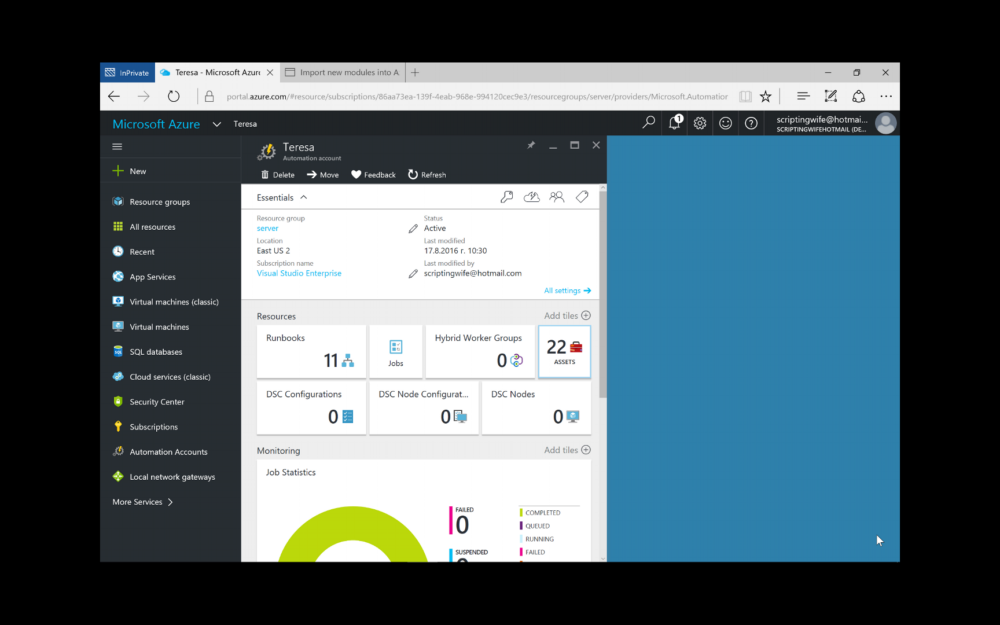 InPrivate
Teresa - Microsoft Azure
Import new modules into A
portal.azure.com/#resource/subscriptions/86aa73ea-139f-4eab-968e-994120cec9e3/resourcegroups/server/providers/Microsoft.Automation
Microsoft Azure
Teresa
1
scriptingwife@hotmai...
SCRIPTINGWIFEHOTMAIL (DE...
New
Resource groups
All resources
Recent
App Services
Virtual machines (classic)
Virtual machines
SQL databases
Cloud services (classic)
Security Center
Subscriptions
Automation Accounts
Local network gateways
More Services
Teresa
Automation account
Delete
Move
Feedback
Refresh
Essentials
Resource group
server
Location
East US 2
Subscription name
Visual Studio Enterprise
Status
Active
Last modified
17.8.2016 г. 10:30
Last modified by
scriptingwife@hotmail.com
All settings
Resources
Add tiles
Runbooks
11
Jobs
Hybrid Worker Groups
0
22
ASSETS
DSC Configurations
0
DSC Node Configurat...
0
DSC Nodes
0
Monitoring
Add tiles
Job Statistics
FAILED
0
SUSPENDED
COMPLETED
QUEUED
RUNNING
FAILED